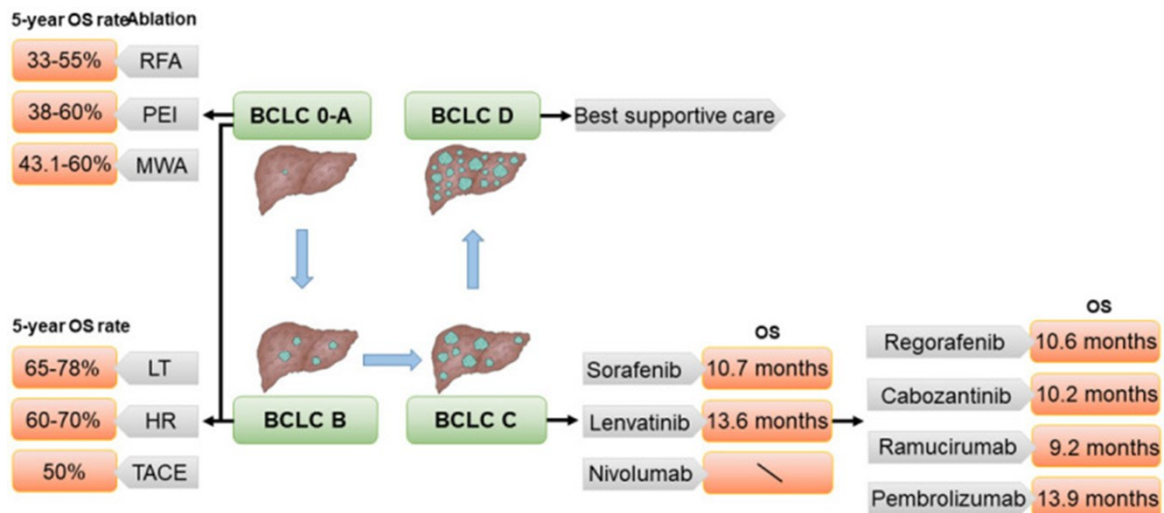 5-year OS rate Ablation
33-55% RFA
38-60% PEI
43.1-60% MWA
BCLC 0-A
BCLC D
Best supportive care
5-year OS rate
65-78% LT
60-70% HR
50% TACE
BCLC B
BCLC C
OS
Sorafenib 10.7 months
Lenvatinib 13.6 months
Nivolumab
OS
Regorafenib 10.6 months
Cabozantinib 10.2 months
Ramucirumab 9.2 months
Pembrolizumab 13.9 months